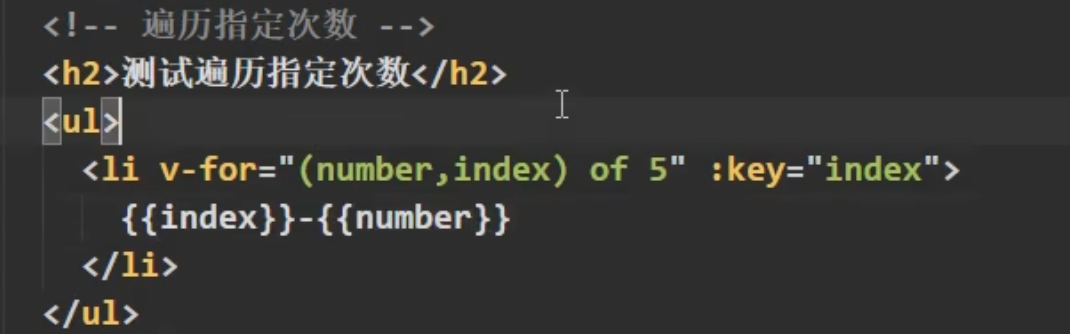 <!-- 遍历指定次数 -->
<h2>测试遍历指定次数</h2>
<ul>
<li v-for="(number,index) of 5" :key="index">
{{index}}-{{number}}
</li>
</ul>